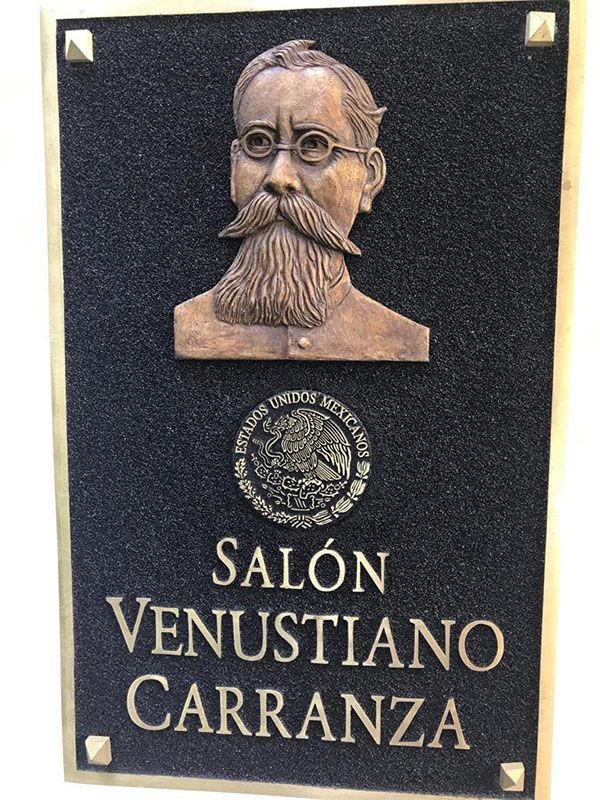 ESTADOS UNIDOS MEXICANOS
SALÓN
VENUSTIANO
CARRANZA